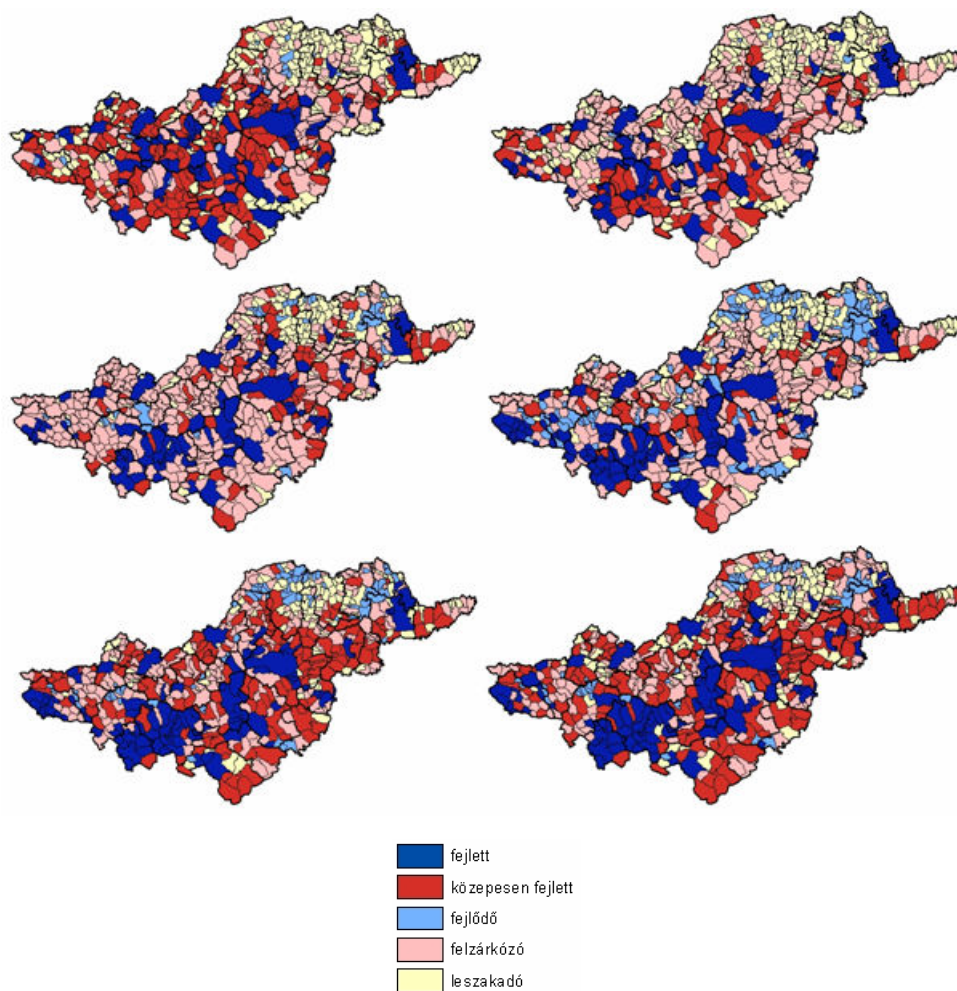 fejlett
közepesen fejlett
fejlődő
felzárkózó
leszakadó